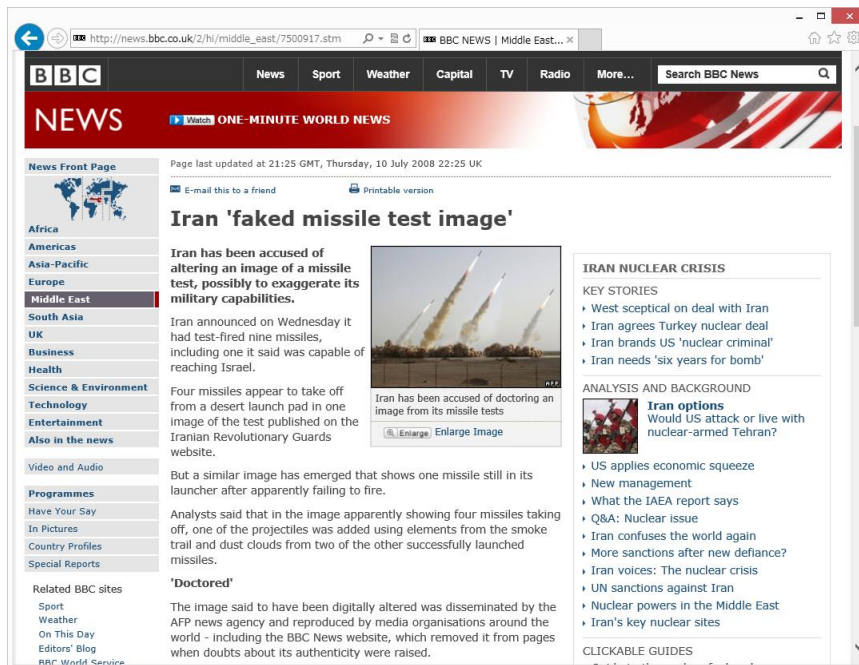 http://news.bbc.co.uk/2/hi/middle_east/7500917.stm
BBC NEWS | Middle East...
BBC
News Sport Weather Capital TV Radio More... Search BBC News
NEWS
Watch ONE-MINUTE WORLD NEWS
News Front Page
Africa
Americas
Asia-Pacific
Europe
Middle East
South Asia
UK
Business
Health
Science & Environment
Technology
Entertainment
Also in the news
Video and Audio
Programmes
Have Your Say
In Pictures
Country Profiles
Special Reports
Related BBC sites
Sport
Weather
On This Day
Editors' Blog
BBC World Service
Page last updated at 21:25 GMT, Thursday, 10 July 2008 22:25 UK
E-mail this to a friend
Printable version
Iran 'faked missile test image'
Iran has been accused of
altering an image of a missile
test, possibly to exaggerate its
military capabilities.
Iran announced on Wednesday it
had test-fired nine missiles,
including one it said was capable of
reaching Israel.
Four missiles appear to take off
from a desert launch pad in one
image of the test published on the
Iranian Revolutionary Guards
website.
AFP
Iran has been accused of doctoring an
image from its missile tests
Enlarge Enlarge Image
But a similar image has emerged that shows one missile still in its
launcher after apparently failing to fire.
Analysts said that in the image apparently showing four missiles taking
off, one of the projectiles was added using elements from the smoke
trail and dust clouds from two of the other successfully launched
missiles.
'Doctored'
The image said to have been digitally altered was disseminated by the
AFP news agency and reproduced by media organisations around the
world - including the BBC News website, which removed it from pages
when doubts about its authenticity were raised.
IRAN NUCLEAR CRISIS
KEY STORIES
West sceptical on deal with Iran
Iran agrees Turkey nuclear deal
Iran brands US 'nuclear criminal'
Iran needs 'six years for bomb'
ANALYSIS AND BACKGROUND
Iran options
Would US attack or live with
nuclear-armed Tehran?
US applies economic squeeze
New management
What the IAEA report says
Q&A: Nuclear issue
Iran confuses the world again
More sanctions after new defiance?
Iran voices: The nuclear crisis
UN sanctions against Iran
Nuclear powers in the Middle East
Iran's key nuclear sites
CLICKABLE GUIDES